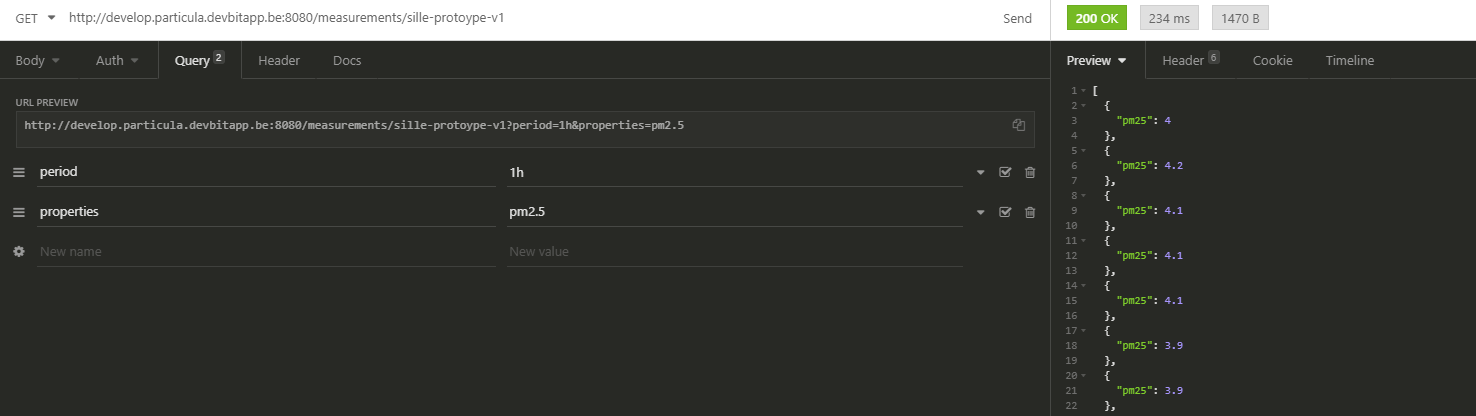 GET http://develop.particula.devbitapp.be:8080/measurements/sille-protoype-v1 Send
200 OK 234 ms 1470 B
Body Auth Query 2 Header Docs
URL PREVIEW
http://develop.particula.devbitapp.be:8080/measurements/sille-protoype-v1?period=1h&properties=pm2.5
period 1h
properties pm2.5
New name New value
Preview Header 6 Cookie Timeline
1 [
2 {
3 "pm25": 4
4 },
5 {
6 "pm25": 4.2
7 },
8 {
9 "pm25": 4.1
10 },
11 {
12 "pm25": 4.1
13 },
14 {
15 "pm25": 4.1
16 },
17 {
18 "pm25": 3.9
19 },
20 {
21 "pm25": 3.9
22 },